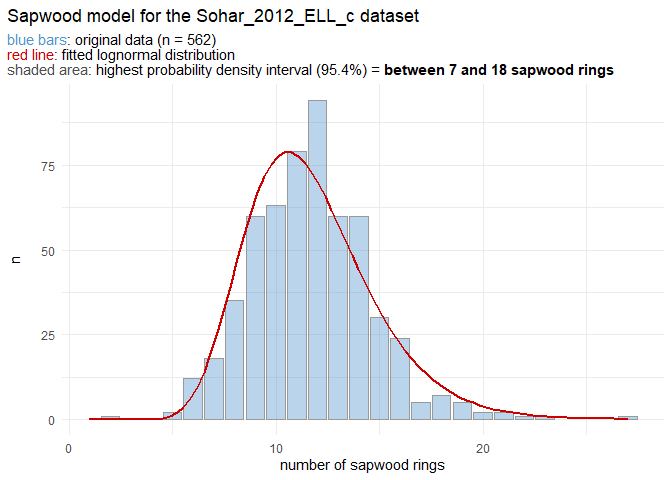 Sapwood model for the Sohar_2012_ELL_c dataset
blue bars: original data (n = 562)
red line: fitted lognormal distribution
shaded area: highest probability density interval (95.4%) = between 7 and 18 sapwood rings
75
50
25
0
n
0 10 20
number of sapwood rings